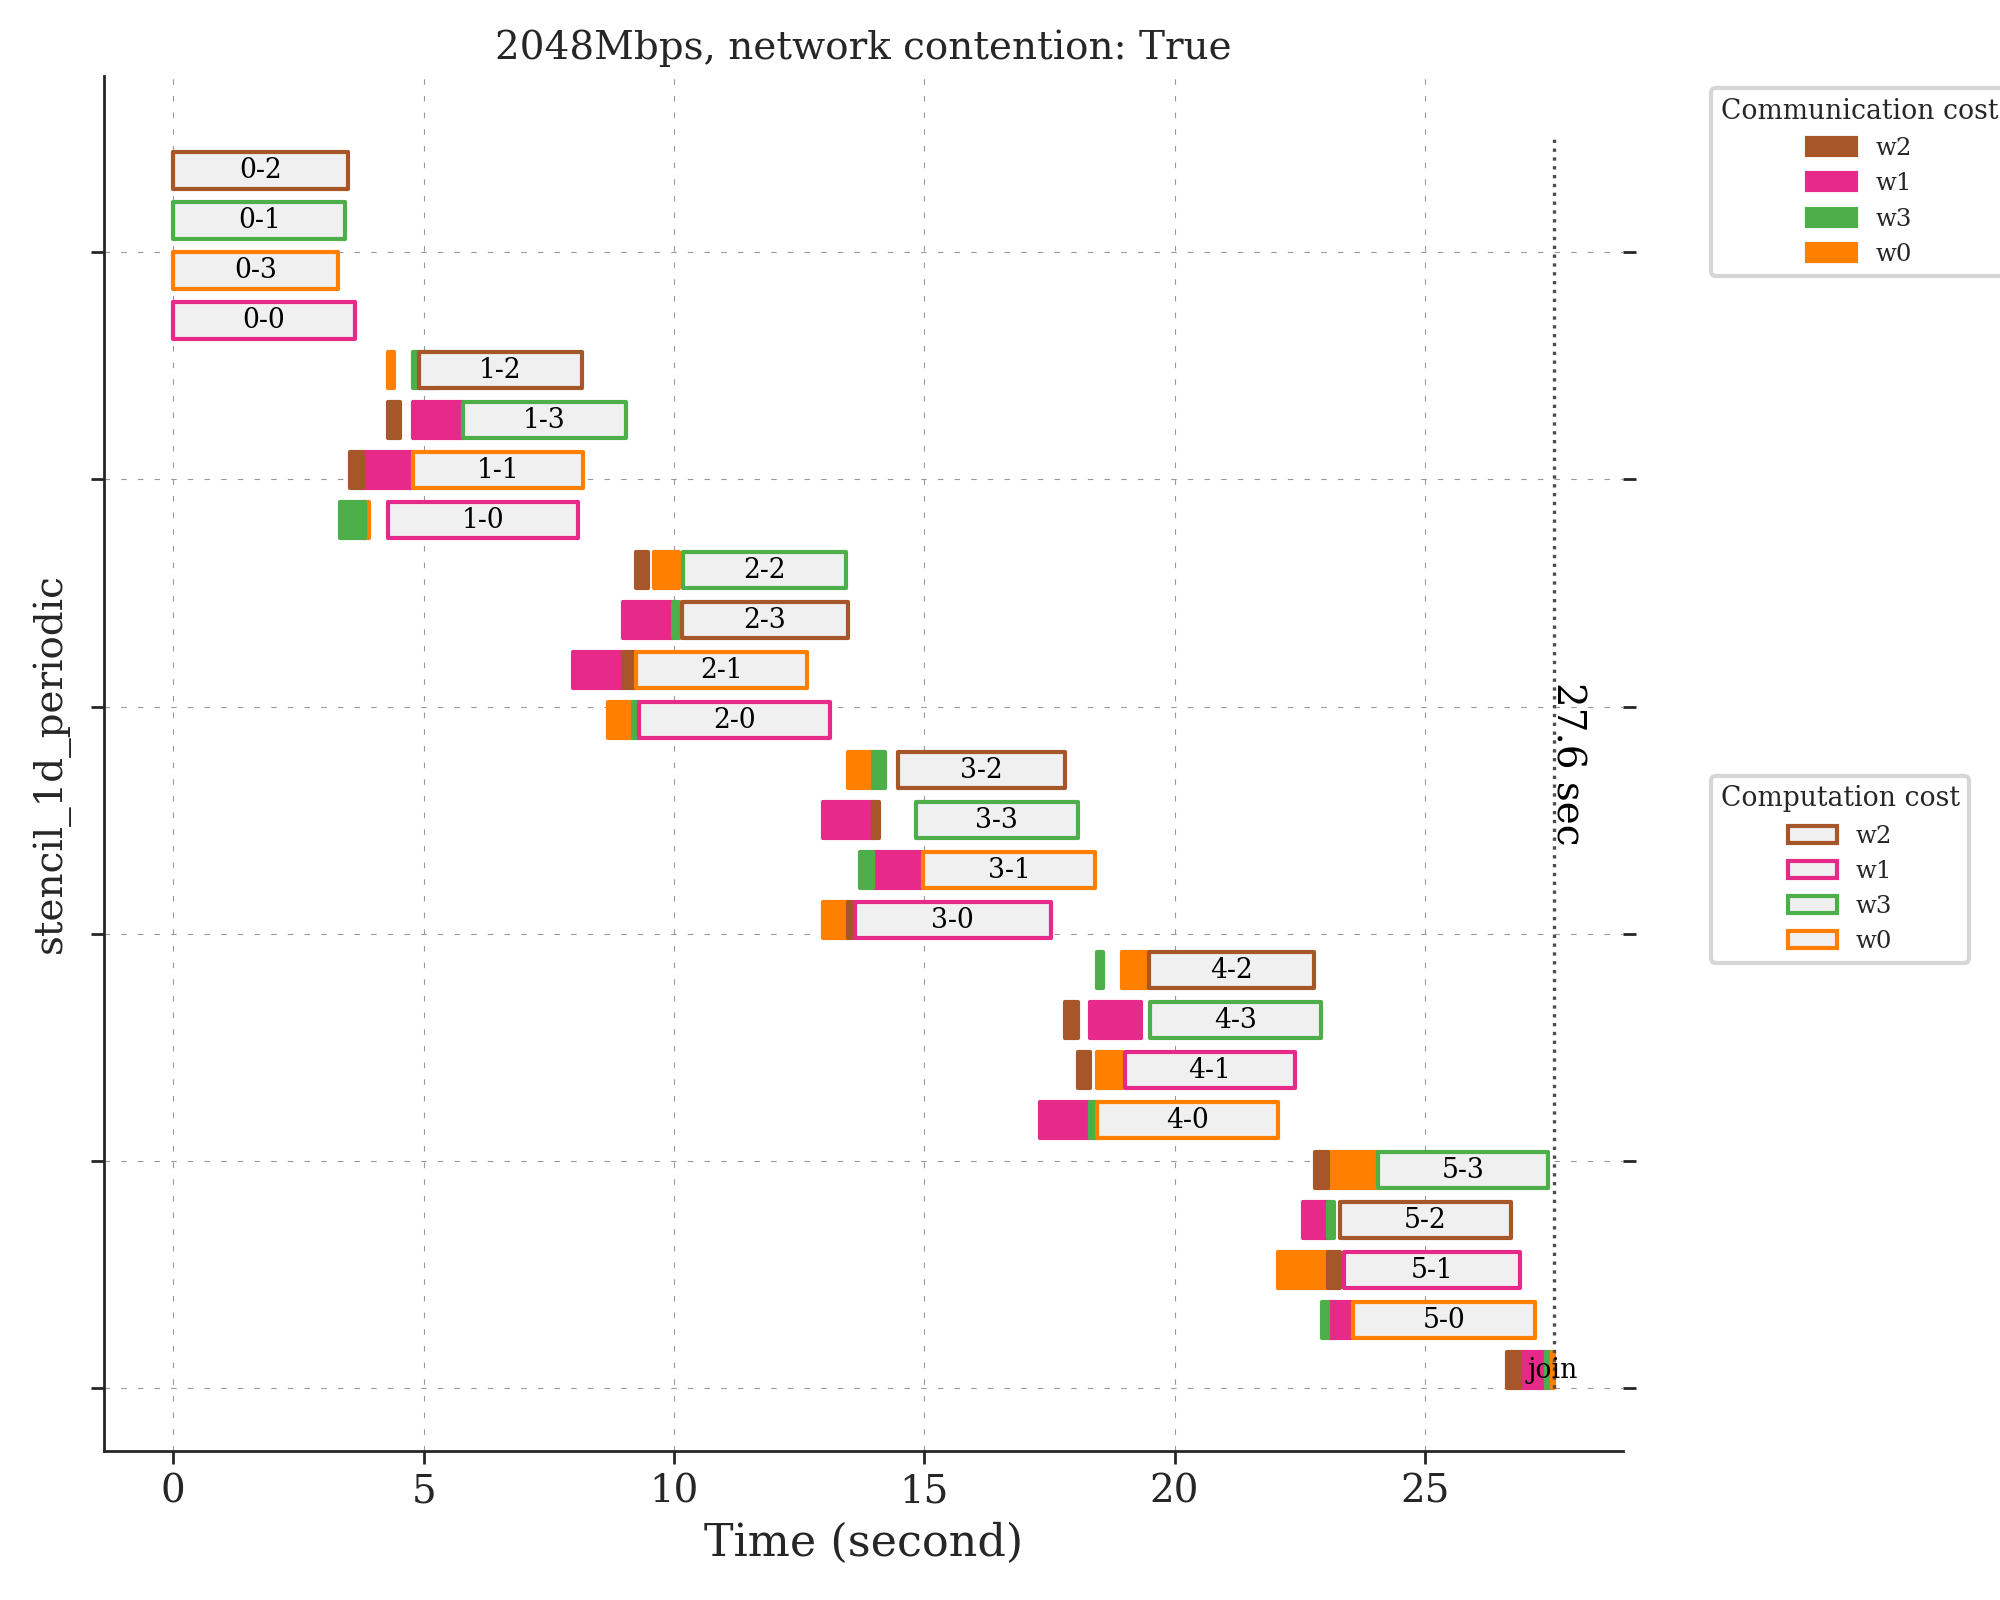 2048Mbps, network contention: True
Communication cost
w2
w1
w3
w0
0-2
0-1
0-3
0-0
1-2
1-3
1-1
1-0
2-2
2-3
2-1
2-0
3-2
3-3
3-1
3-0
4-2
4-3
4-1
4-0
5-3
5-2
5-1
5-0
join
27.6 sec
Computation cost
w2
w1
w3
w0
stencil_1d_periodic
0
5
10
15
20
25
Time (second)